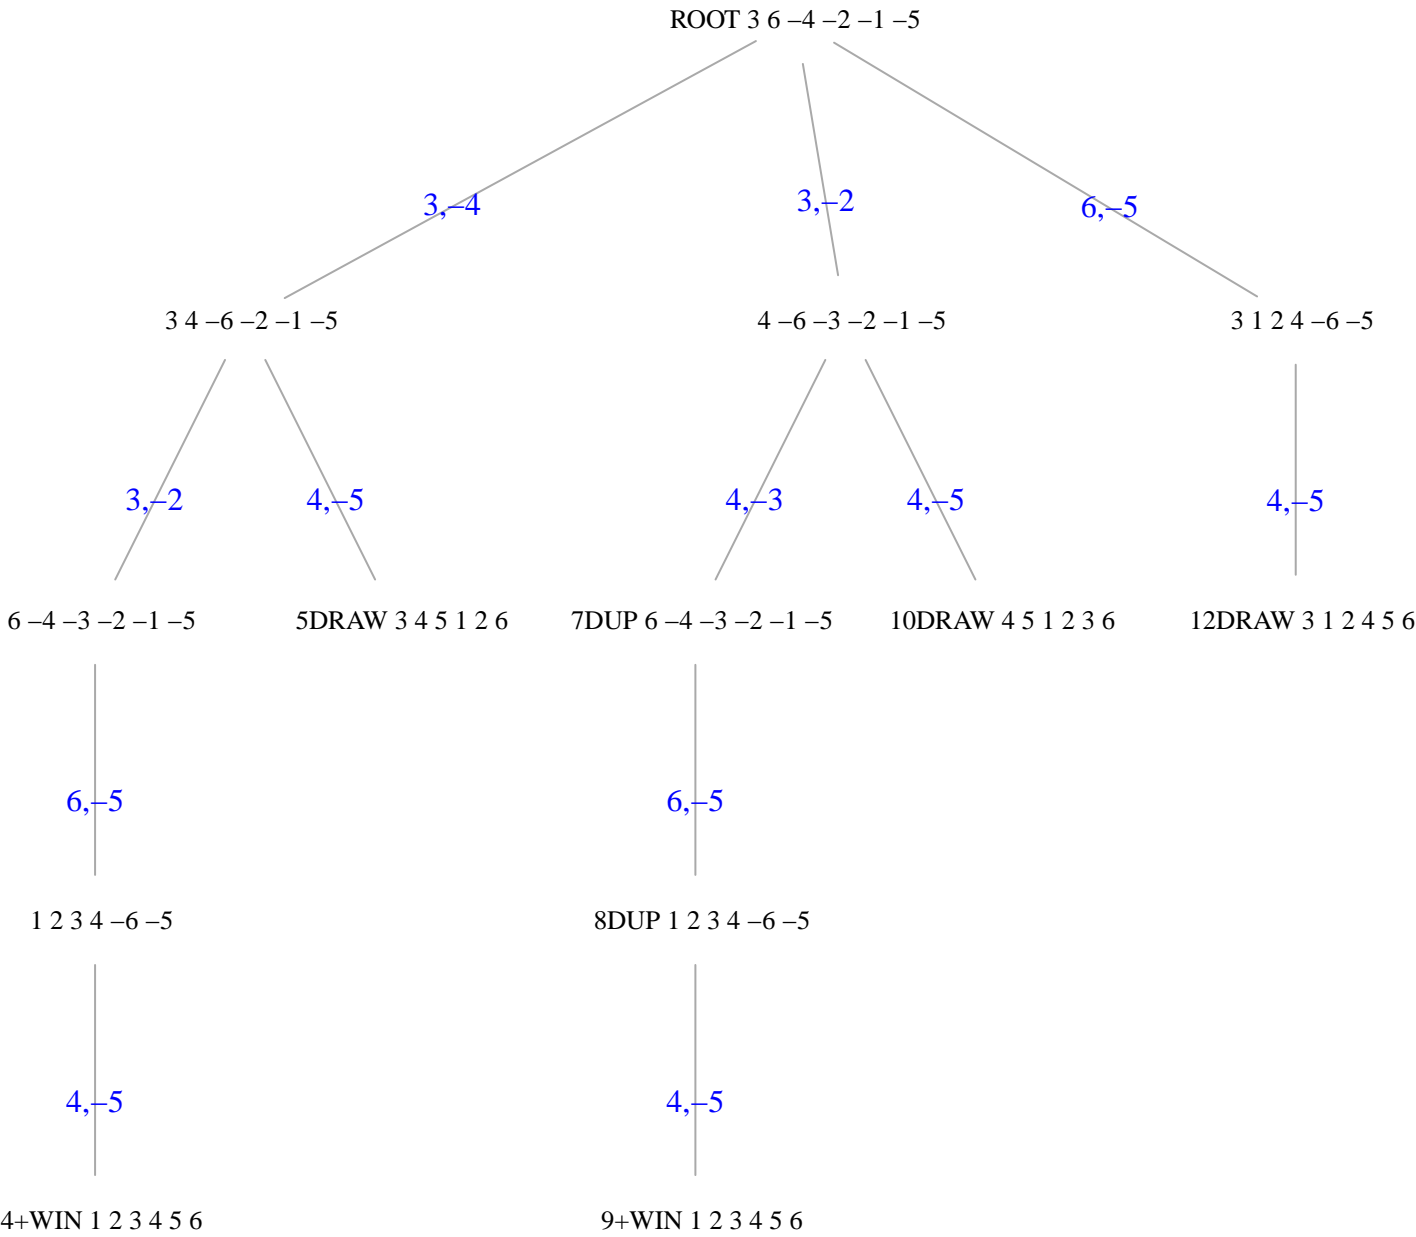 ROOT 3 6 –4 –2 –1 –5
3,–4
3,–2
6,–5
3 4 –6 –2 –1 –5
4 –6 –3 –2 –1 –5
3 1 2 4 –6 –5
3,–2
4,–5
4,–3
4,–5
4,–5
6 –4 –3 –2 –1 –5
5DRAW 3 4 5 1 2 6
7DUP 6 –4 –3 –2 –1 –5
10DRAW 4 5 1 2 3 6
12DRAW 3 1 2 4 5 6
6,–5
6,–5
1 2 3 4 –6 –5
8DUP 1 2 3 4 –6 –5
4,–5
4,–5
4+WIN 1 2 3 4 5 6
9+WIN 1 2 3 4 5 6